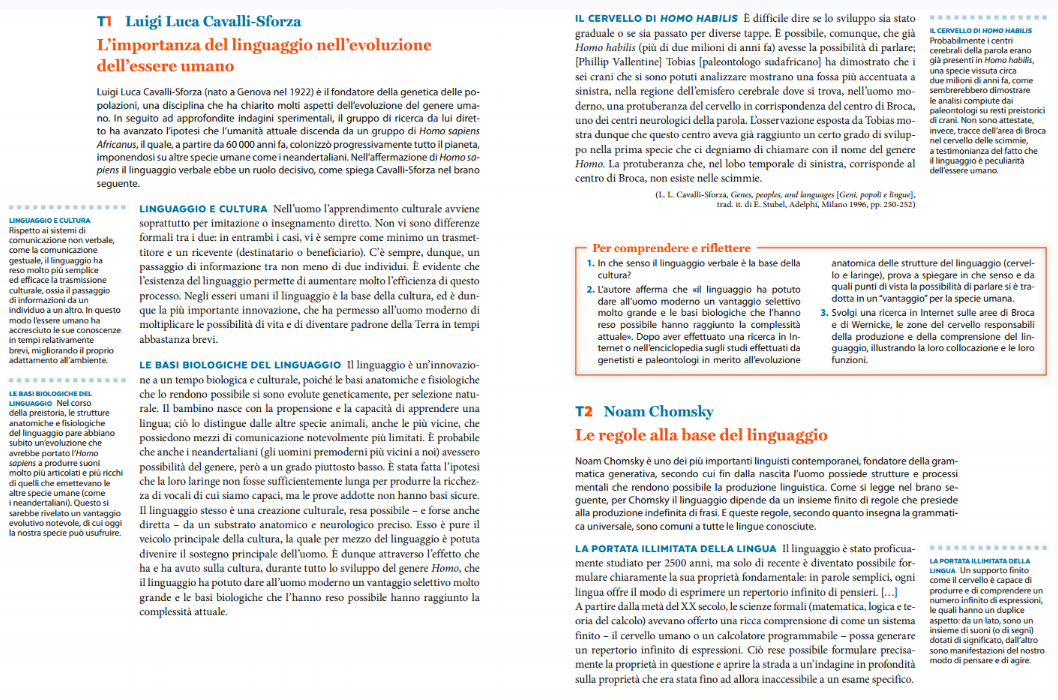 T1 Luigi Luca Cavalli-Sforza
L'importanza del linguaggio nell'evoluzione
dell'essere umano
Luigi Luca Cavalli-Sforza (nato a Genova nel 1922) è il fondatore della genetica delle po-
polazioni, una disciplina che ha chiarito molti aspetti dell'evoluzione del genere uma-
no. In seguito ad approfondite indagini sperimentali, il gruppo di ricerca da lui diret-
to ha avanzato l'ipotesi che l'umanità attuale discenda da un gruppo di Homo sapiens
Africanus, il quale, a partire da 60 000 anni fa, colonizzò progressivamente tutto il pianeta,
imponendosi su altre specie umane come i neandertaliani. Nell'affermazione di Homo sa-
piens il linguaggio verbale ebbe un ruolo decisivo, come spiega Cavalli-Sforza nel brano
seguente.
LINGUAGGIO E CULTURA
Rispetto ai sistemi di
comunicazione non verbale,
come la comunicazione
gestuale, il linguaggio ha
reso molto più semplice
ed efficace la trasmissione
culturale, ossia il passaggio
di informazioni da un
individuo a un altro. In questo
modo l'essere umano ha
accresciuto le sue conoscenze
in tempi relativamente
brevi, migliorando il proprio
adattamento all'ambiente.
LINGUAGGIO E CULTURA Nell'uomo l'apprendimento culturale avviene
soprattutto per imitazione o insegnamento diretto. Non vi sono differenze
formali tra i due: in entrambi i casi, vi è sempre come minimo un trasmet-
titore e un ricevente (destinatario o beneficiario). C'è sempre, dunque, un
passaggio di informazione tra non meno di due individui. È evidente che
l'esistenza del linguaggio permette di aumentare molto l'efficienza di questo
processo. Negli esseri umani il linguaggio è la base della cultura, ed è dun-
que la più importante innovazione, che ha permesso all'uomo moderno di
moltiplicare le possibilità di vita e di diventare padrone della Terra in tempi
abbastanza brevi.
LE BASI BIOLOGICHE DEL
LINGUAGGIO Nel corso
della preistoria, le strutture
anatomiche e fisiologiche
del linguaggio pare abbiano
subito un'evoluzione che
avrebbe portato l'Homo
sapiens a produrre suoni
molto più articolati e più ricchi
di quelli che emettevano le
altre specie umane (come
i neandertaliani). Questo si
sarebbe rivelato un vantaggio
evolutivo notevole, di cui oggi
la nostra specie può usufruire.
LE BASI BIOLOGICHE DEL LINGUAGGIO Il linguaggio è un'innovazio-
ne a un tempo biologica e culturale, poiché le basi anatomiche e fisiologiche
che lo rendono possibile si sono evolute geneticamente, per selezione natu-
rale. Il bambino nasce con la propensione e la capacità di apprendere una
lingua; ciò lo distingue dalle altre specie animali, anche le più vicine, che
possiedono mezzi di comunicazione notevolmente più limitati. È probabile
che anche i neandertaliani (gli uomini premoderni più vicini a noi) avessero
possibilità del genere, però a un grado piuttosto basso. È stata fatta l'ipotesi
che la loro laringe non fosse sufficientemente lunga per produrre la ricchez-
za di vocali di cui siamo capaci, ma le prove addotte non hanno basi sicure.
Il linguaggio stesso è una creazione culturale, resa possibile – e forse anche
diretta – da un substrato anatomico e neurologico preciso. Esso è pure il
veicolo principale della cultura, la quale per mezzo del linguaggio è potuta
divenire il sostegno principale dell'uomo. È dunque attraverso l'effetto che
ha e ha avuto sulla cultura, durante tutto lo sviluppo del genere Homo, che
il linguaggio ha potuto dare all'uomo moderno un vantaggio selettivo molto
grande e le basi biologiche che l'hanno reso possibile hanno raggiunto la
complessità attuale.
IL CERVELLO DI HOMO HABILIS È difficile dire se lo sviluppo sia stato
graduale o se sia passato per diverse tappe. È possibile, comunque, che già
Homo habilis (più di due milioni di anni fa) avesse la possibilità di parlare;
[Phillip Vallentine] Tobias [paleontologo sudafricano] ha dimostrato che i
sei crani che si sono potuti analizzare mostrano una fossa più accentuata a
sinistra, nella regione dell'emisfero cerebrale dove si trova, nell'uomo mo-
derno, una protuberanza del cervello in corrispondenza del centro di Broca,
uno dei centri neurologici della parola. L'osservazione esposta da Tobias mo-
stra dunque che questo centro aveva già raggiunto un certo grado di svilup-
po nella prima specie che ci degniamo di chiamare con il nome del genere
Homo. La protuberanza che, nel lobo temporale di sinistra, corrisponde al
centro di Broca, non esiste nelle scimmie.
(L. L. Cavalli-Sforza, Genes, peoples, and languages [Geni, popoli e lingue],
trad. it. di E. Stubel, Adelphi, Milano 1996, pp. 250-252)
IL CERVELLO DI HOMO HABILIS
Probabilmente i centri
cerebrali della parola erano
già presenti in Homo habilis,
una specie vissuta circa
due milioni di anni fa, come
sembrerebbero dimostrare
le analisi compiute dai
paleontologi su resti preistorici
di crani. Non sono attestate,
invece, tracce dell'area di Broca
nel cervello delle scimmie,
a testimonianza del fatto che
il linguaggio è peculiarità
dell'essere umano.
Per comprendere e riflettere
1. In che senso il linguaggio verbale è la base della
cultura?
2. L'autore afferma che «il linguaggio ha potuto
dare all'uomo moderno un vantaggio selettivo
molto grande e le basi biologiche che l'hanno
reso possibile hanno raggiunto la complessità
attuale». Dopo aver effettuato una ricerca in In-
ternet o nell'enciclopedia sugli studi effettuati da
genetisti e paleontologi in merito all'evoluzione
anatomica delle strutture del linguaggio (cervel-
lo e laringe), prova a spiegare in che senso e da
quali punti di vista la possibilità di parlare si è tra-
dotta in un "vantaggio" per la specie umana.
3. Svolgi una ricerca in Internet sulle aree di Broca
e di Wernicke, le zone del cervello responsabili
della produzione e della comprensione del lin-
guaggio, illustrando la loro collocazione e le loro
funzioni.
T2 Noam Chomsky
Le regole alla base del linguaggio
Noam Chomsky è uno dei più importanti linguisti contemporanei, fondatore della gram-
matica generativa, secondo cui fin dalla nascita l'uomo possiede strutture e processi
mentali che rendono possibile la produzione linguistica. Come si legge nel brano se-
guente, per Chomsky il linguaggio dipende da un insieme finito di regole che presiede
alla produzione indefinita di frasi. E queste regole, secondo quanto insegna la grammati-
ca universale, sono comuni a tutte le lingue conosciute.
LA PORTATA ILLIMITATA DELLA LINGUA Il linguaggio è stato proficua-
mente studiato per 2500 anni, ma solo di recente è diventato possibile for-
mulare chiaramente la sua proprietà fondamentale: in parole semplici, ogni
lingua offre il modo di esprimere un repertorio infinito di pensieri. […]
A partire dalla metà del XX secolo, le scienze formali (matematica, logica e te-
oria del calcolo) avevano offerto una ricca comprensione di come un sistema
finito – il cervello umano o un calcolatore programmabile – possa generare
un repertorio infinito di espressioni. Ciò rese possibile formulare precisa-
mente la proprietà in questione e aprire la strada a un'indagine in profondità
sulla proprietà che era stata fino ad allora inaccessibile a un esame specifico.
LA PORTATA ILLIMITATA DELLA
LINGUA Un supporto finito
come il cervello è capace di
produrre e di comprendere un
numero infinito di espressioni,
le quali hanno un duplice
aspetto: da un lato, sono un
insieme di suoni (o di segni)
dotati di significato, dall'altro
sono manifestazioni del nostro
modo di pensare e di agire.